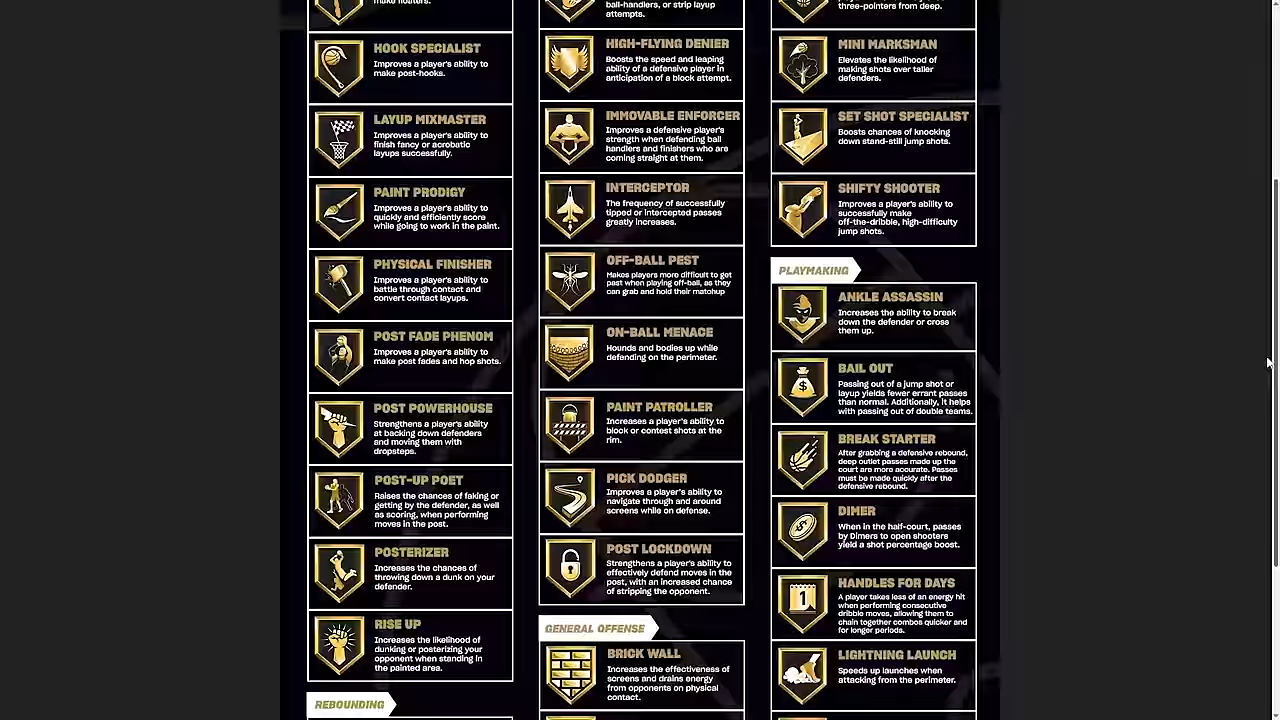 make floaters.
HOOK SPECIALIST
Improves a player's ability to
make post-hooks.
LAYUP MIXMASTER
Improves a player's ability to
finish fancy or acrobatic
layups successfully.
PAINT PRODIGY
Improves a player's ability to
quickly and efficiently score
while going to work in the paint.
PHYSICAL FINISHER
Improves a player's ability to
battle through contact and
convert contact layups.
POST FADE PHENOM
Improves a player's ability to
make post fades and hop shots.
POST POWERHOUSE
Strengthens a player's ability
at backing down defenders
and moving them with
dropsteps.
POST-UP POET
Raises the chances of faking or
getting by the defender, as well
as scoring, when performing
moves in the post.
POSTERIZER
Increases the chances of
throwing down a dunk on your
defender.
RISE UP
Increases the likelihood of
dunking or posterizing your
opponent when standing in
the painted area.
REBOUNDING
ball-handlers, or strip layup
attempts.
HIGH-FLYING DENIER
Boosts the speed and leaping
ability of a defensive player in
anticipation of a block attempt.
IMMOVABLE ENFORCER
Improves a defensive player's
strength when defending ball
handlers and finishers who are
coming straight at them.
INTERCEPTOR
The frequency of successfully
tipped or intercepted passes
greatly increases.
OFF-BALL PEST
Makes players more difficult to get
past when playing off-ball, as they
can grab and hold their matchup
ON-BALL MENACE
Hounds and bodies up while
defending on the perimeter.
PAINT PATROLLER
Increases a player's ability to
block or contest shots at the
rim.
PICK DODGER
Improves a player's ability to
navigate through and around
screens while on defense.
POST LOCKDOWN
Strengthens a player's ability to
effectively defend moves in the
post, with an increased chance
of stripping the opponent.
GENERAL OFFENSE
BRICK WALL
Increases the effectiveness of
screens and drains energy
from opponents on physical
contact.
three-pointers from deep.
MINI MARKSMAN
Elevates the likelihood of
making shots over taller
defenders.
SET SHOT SPECIALIST
Boosts chances of knocking
down stand-still jump shots.
SHIFTY SHOOTER
Improves a player's ability to
successfully make
off-the-dribble, high-difficulty
jump shots.
PLAYMAKING
ANKLE ASSASSIN
Increases the ability to break
down the defender or cross
them up.
BAIL OUT
Passing out of a jump shot or
layup yields fewer errant passes
than normal. Additionally, it helps
with passing out of double teams.
BREAK STARTER
After grabbing a defensive rebound,
deep outlet passes made up the
court are more accurate. Passes
must be made quickly after the
defensive rebound.
DIMER
When in the half-court, passes
by Dimers to open shooters
yield a shot percentage boost.
HANDLES FOR DAYS
A player takes less of an energy hit
when performing consecutive
dribble moves, allowing them to
chain together combos quicker and
for longer periods.
LIGHTNING LAUNCH
Speeds up launches when
attacking from the perimeter.